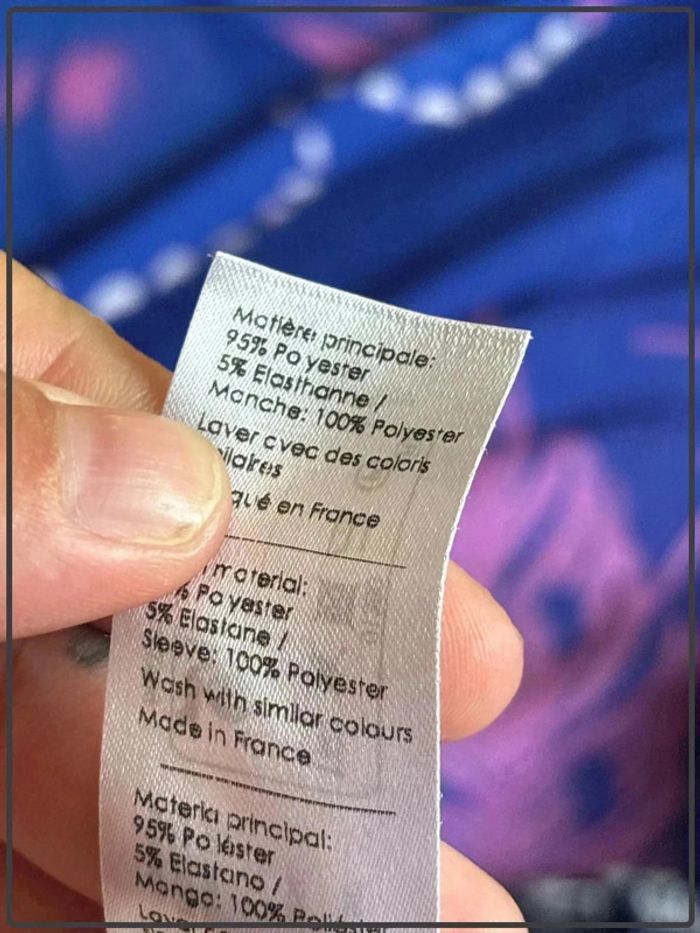 Matière principale:
95% Polyester
5% Elasthanne /
Manche: 100% Polyester
Laver avec des coloris
ilaires
qué en France
material:
% Polyester
5% Elastane /
Sleeve: 100% Polyester
Wash with similar colours
Made in France
Material principal:
95% Poliéster
5% Elastano /
Manga: 100% Poliéster